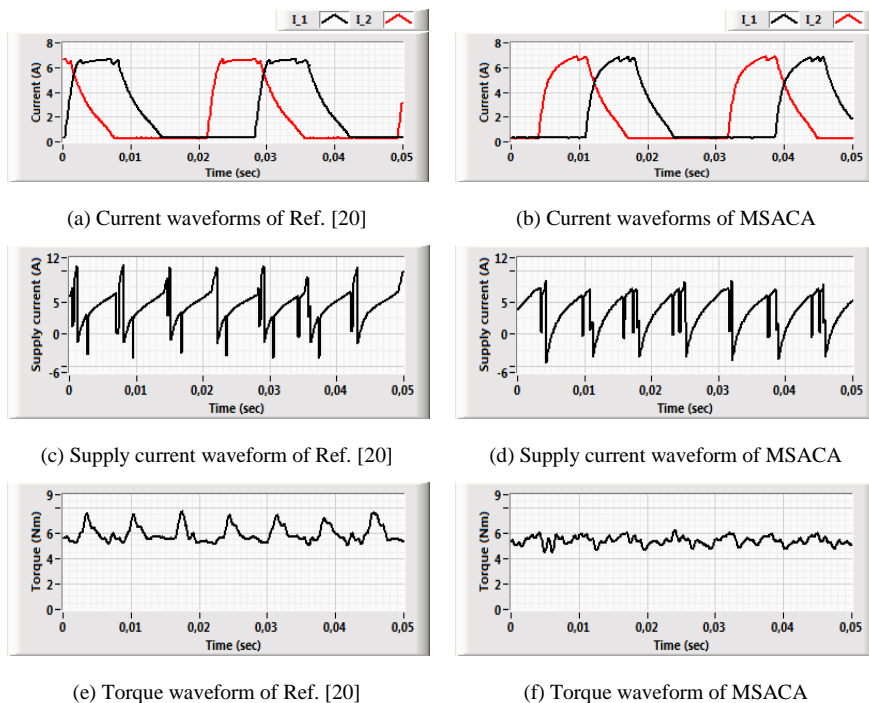 I_1 I_2
8
6
4
2
0
Current (A)
0 0,01 0,02 0,03 0,04 0,05
Time (sec)
(a) Current waveforms of Ref. [20]
I_1 I_2
8
6
4
2
0
Current (A)
0 0,01 0,02 0,03 0,04 0,05
Time (sec)
(b) Current waveforms of MSACA
12
5
0
-6
Supply current (A)
0 0,01 0,02 0,03 0,04 0,05
Time (sec)
(c) Supply current waveform of Ref. [20]
12
5
0
-6
Supply current (A)
0 0,01 0,02 0,03 0,04 0,05
Time (sec)
(d) Supply current waveform of MSACA
9
6
4
2
0
Torque (Nm)
0 0,01 0,02 0,03 0,04 0,05
Time (sec)
(e) Torque waveform of Ref. [20]
9
6
4
2
0
Torque (Nm)
0 0,01 0,02 0,03 0,04 0,05
Time (sec)
(f) Torque waveform of MSACA